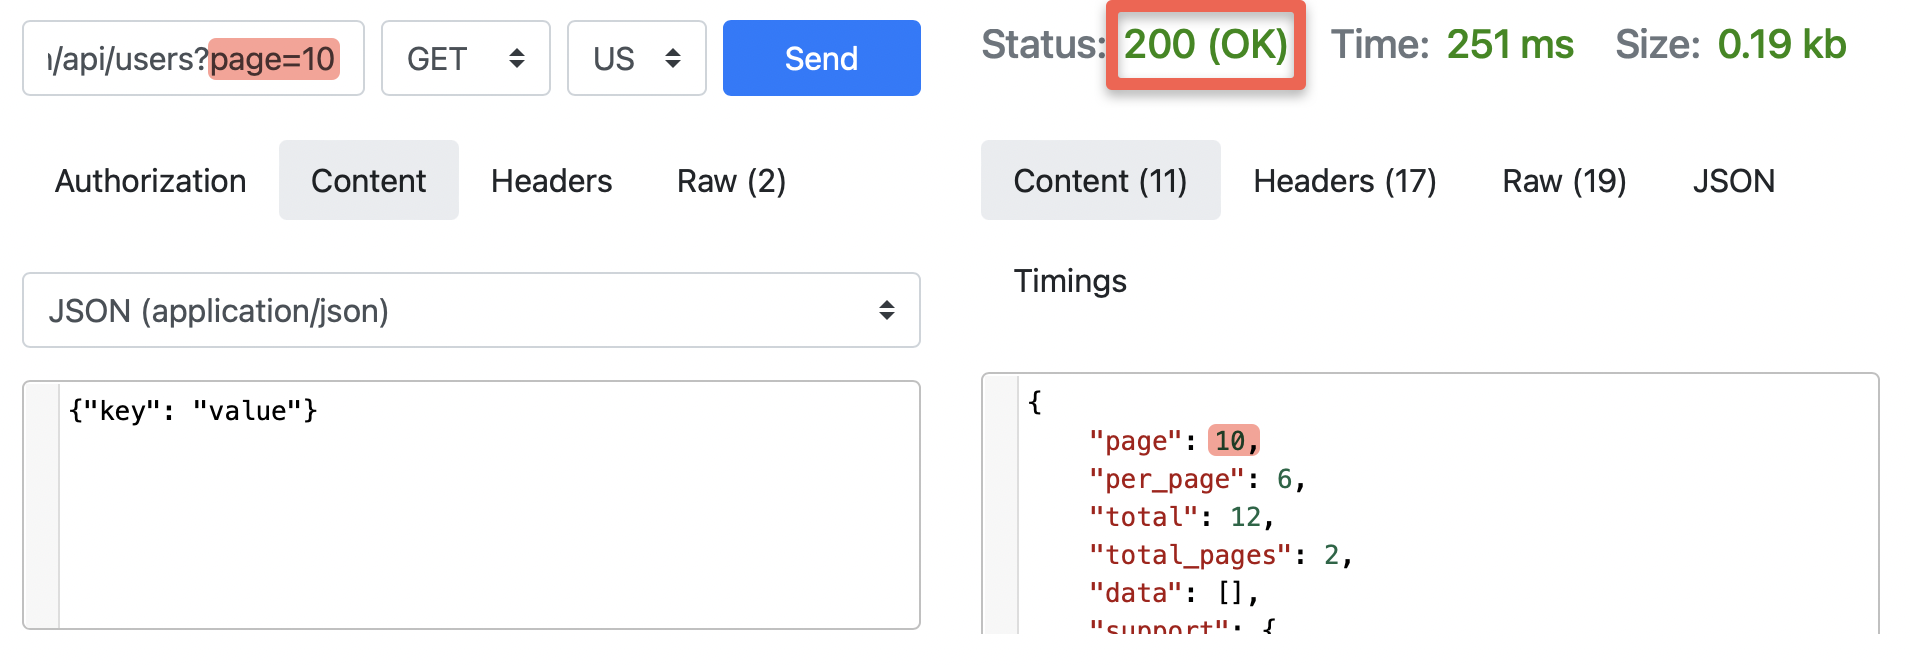 /api/users?page=10 GET US Send
Status: 200 (OK) Time: 251 ms Size: 0.19 kb
Authorization Content Headers Raw (2)
Content (11) Headers (17) Raw (19) JSON
Timings
JSON (application/json)
{"key": "value"}
{
"page": 10,
"per_page": 6,
"total": 12,
"total_pages": 2,
"data": [],
"support": {